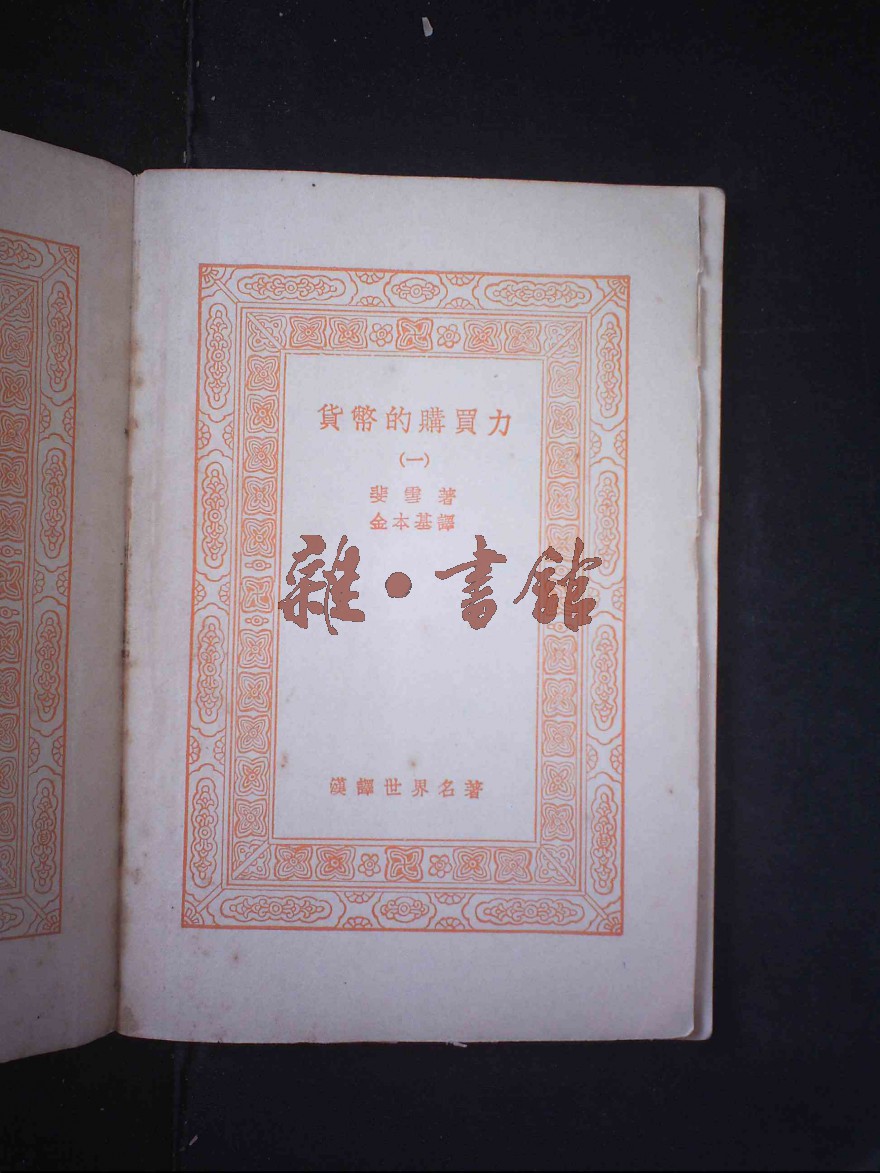 貨幣的購買力
(一)
斐雪著
金本基譯
雜·書館
漢譯世界名著